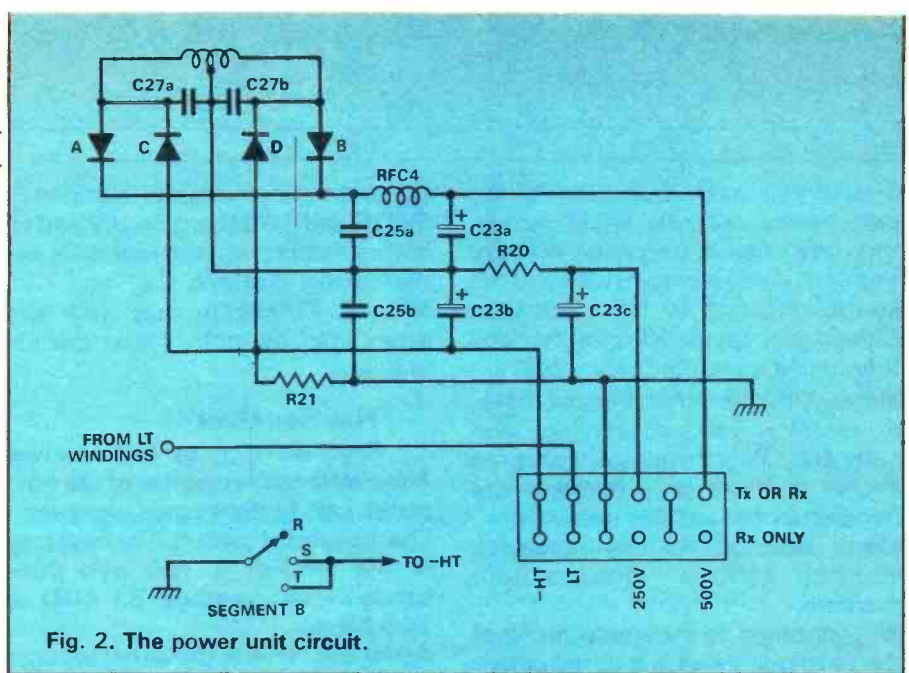 C27a C27b
A C D B
RFC4
C25a C23a
R20
C25b C23b C23c
R21
FROM LT
WINDINGS
Tx OR Rx
Rx ONLY
R
S TO –HT
T
SEGMENT B
–HT LT 250V 500V
Fig. 2. The power unit circuit.